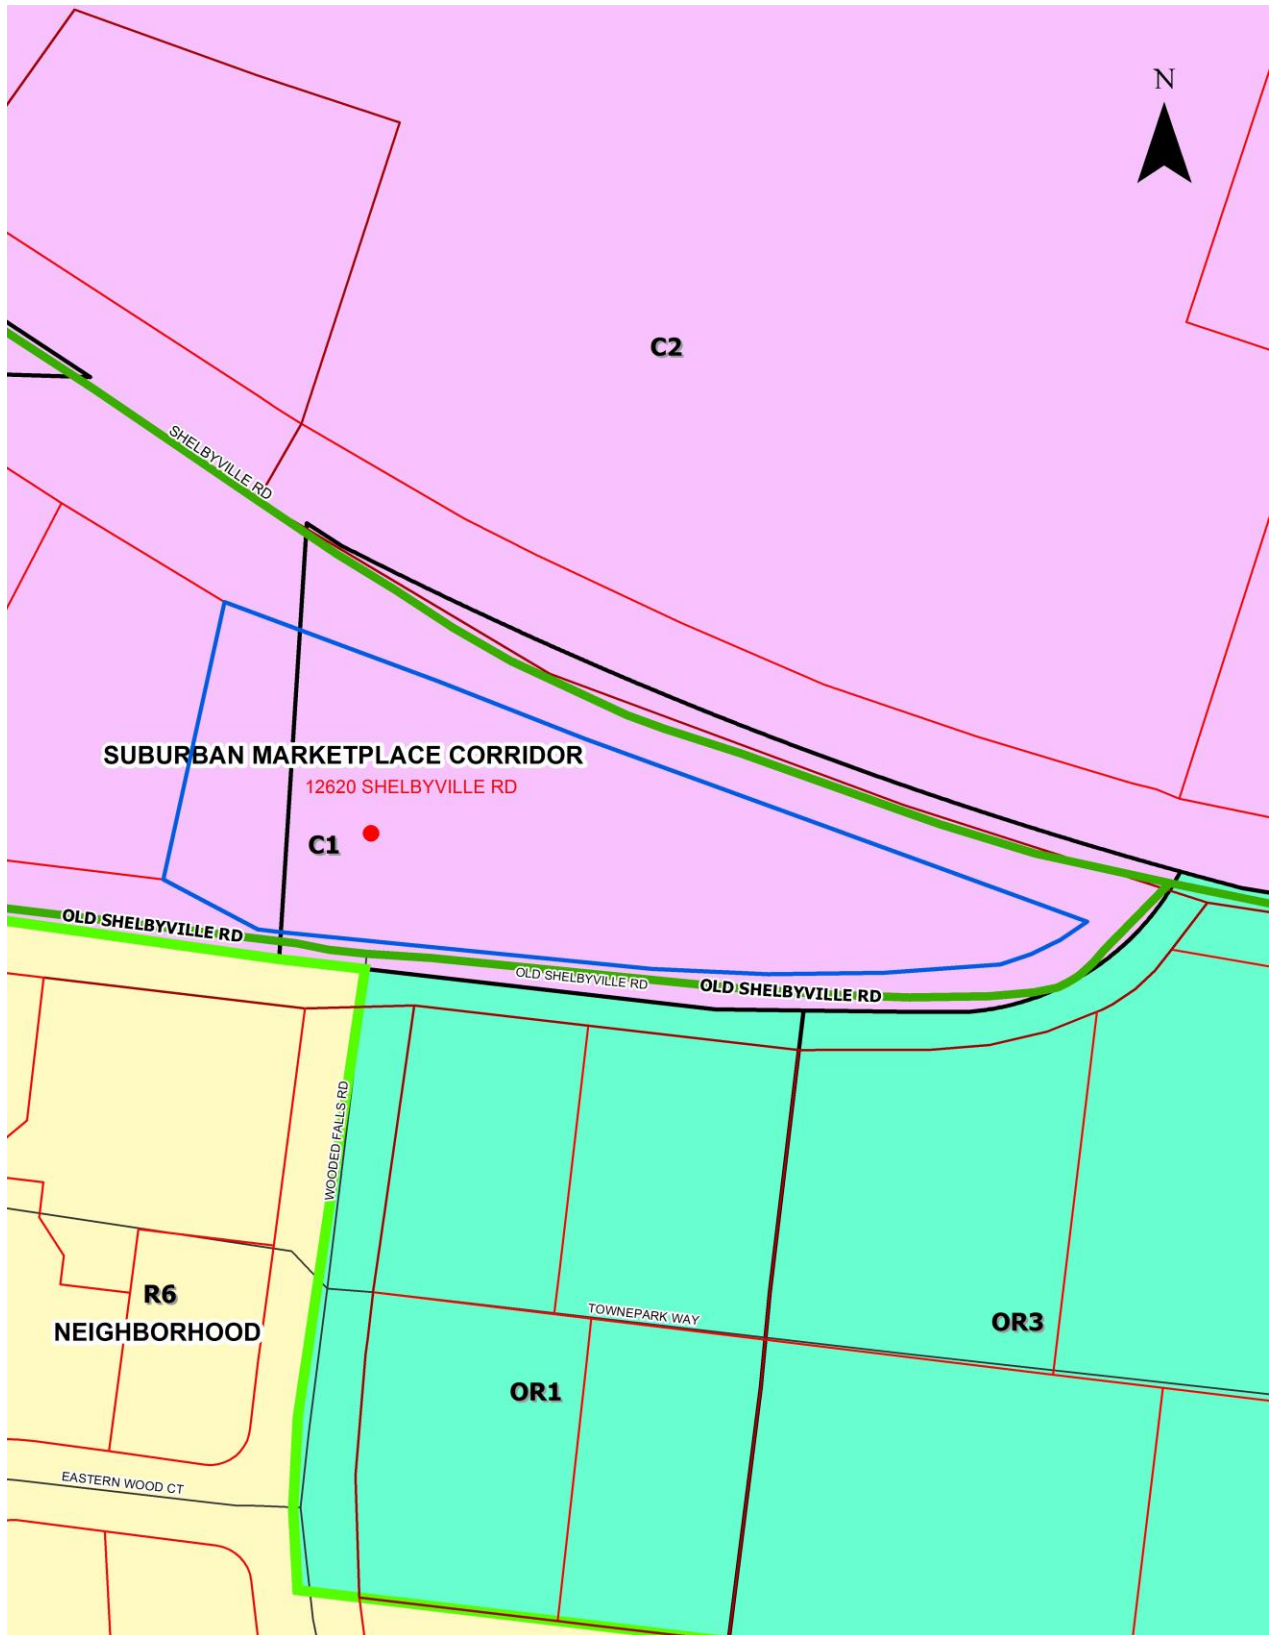 N
C2
SHELBYVILLE RD
SUBURBAN MARKETPLACE CORRIDOR
12620 SHELBYVILLE RD
C1
OLD SHELBYVILLE RD
OLD SHELBYVILLE RD
OLD SHELBYVILLE RD
WOODED FALLS RD
R6
NEIGHBORHOOD
TOWNEPARK WAY
OR3
OR1
EASTERN WOOD CT